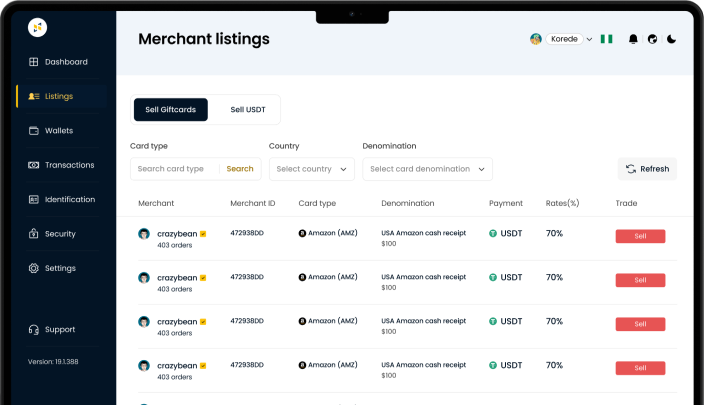 Merchant listings
Korede
Dashboard
Listings
Wallets
Transactions
Identification
Security
Settings
Support
Version: 19.1.388
Sell Giftcards Sell USDT
Card type Country Denomination
Search card type Search Select country Select card denomination Refresh
Merchant Merchant ID Card type Denomination Payment Rates(%) Trade
crazybean 472938DD Amazon (AMZ) USA Amazon cash receipt USDT 70% Sell
403 orders $100
crazybean 472938DD Amazon (AMZ) USA Amazon cash receipt USDT 70% Sell
403 orders $100
crazybean 472938DD Amazon (AMZ) USA Amazon cash receipt USDT 70% Sell
403 orders $100
crazybean 472938DD Amazon (AMZ) USA Amazon cash receipt USDT 70% Sell
403 orders $100